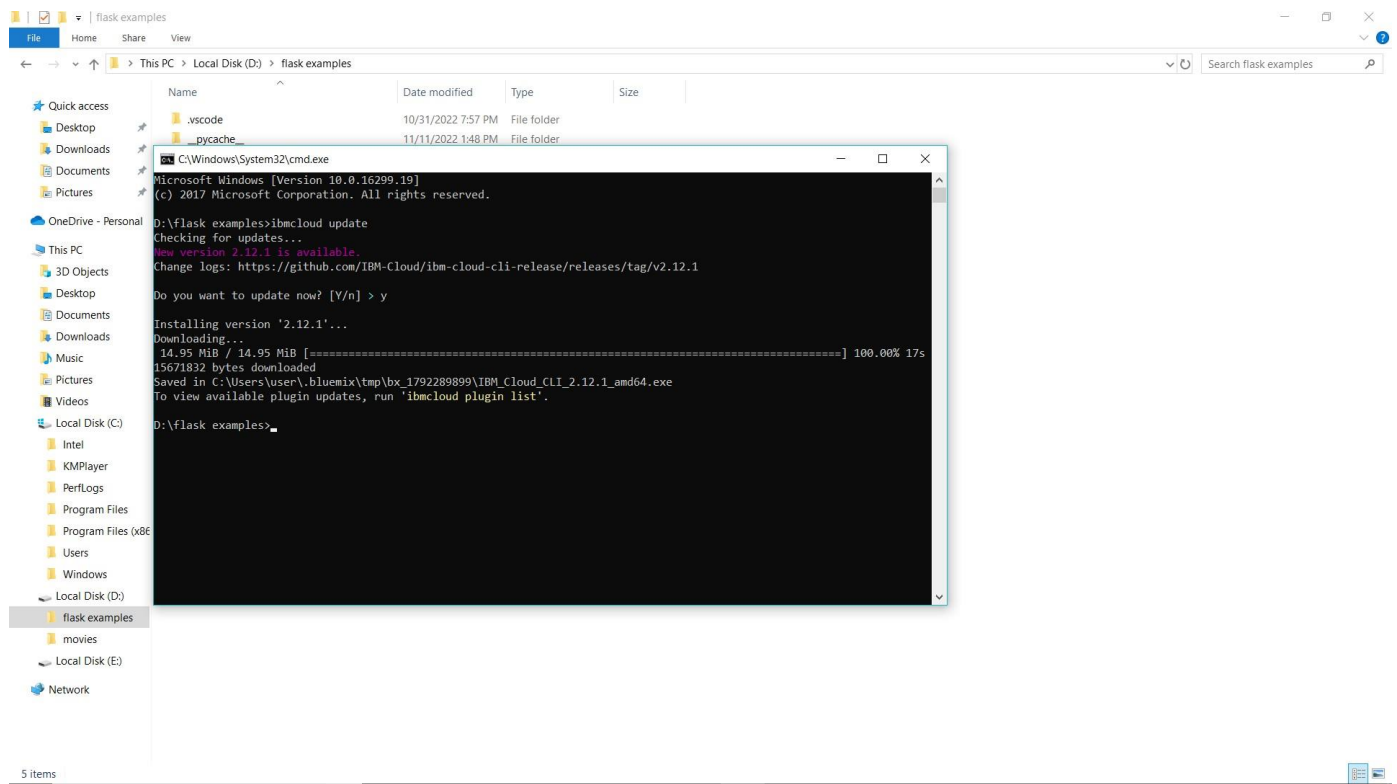 flask examples
File Home Share View
This PC > Local Disk (D:) > flask examples
Search flask examples
Name Date modified Type Size
.vscode 10/31/2022 7:57 PM File folder
__pycache__ 11/11/2022 1:48 PM File folder
Quick access
Desktop
Downloads
Documents
Pictures
OneDrive - Personal
This PC
3D Objects
Desktop
Documents
Downloads
Music
Pictures
Videos
Local Disk (C:)
Intel
KMPlayer
PerfLogs
Program Files
Program Files (x86
Users
Windows
Local Disk (D:)
flask examples
movies
Local Disk (E:)
Network
C:\Windows\System32\cmd.exe
Microsoft Windows [Version 10.0.16299.19]
(c) 2017 Microsoft Corporation. All rights reserved.
D:\flask examples>ibmcloud update
Checking for updates...
New version 2.12.1 is available.
Change logs: https://github.com/IBM-Cloud/ibm-cloud-cli-release/releases/tag/v2.12.1
Do you want to update now? [Y/n] > y
Installing version '2.12.1'...
Downloading...
14.95 MiB / 14.95 MiB [=================================================================================] 100.00% 17s
15671832 bytes downloaded
Saved in C:\Users\user\.bluemix\tmp\bx_1792289899\IBM_Cloud_CLI_2.12.1_amd64.exe
To view available plugin updates, run 'ibmcloud plugin list'.
D:\flask examples>
5 items